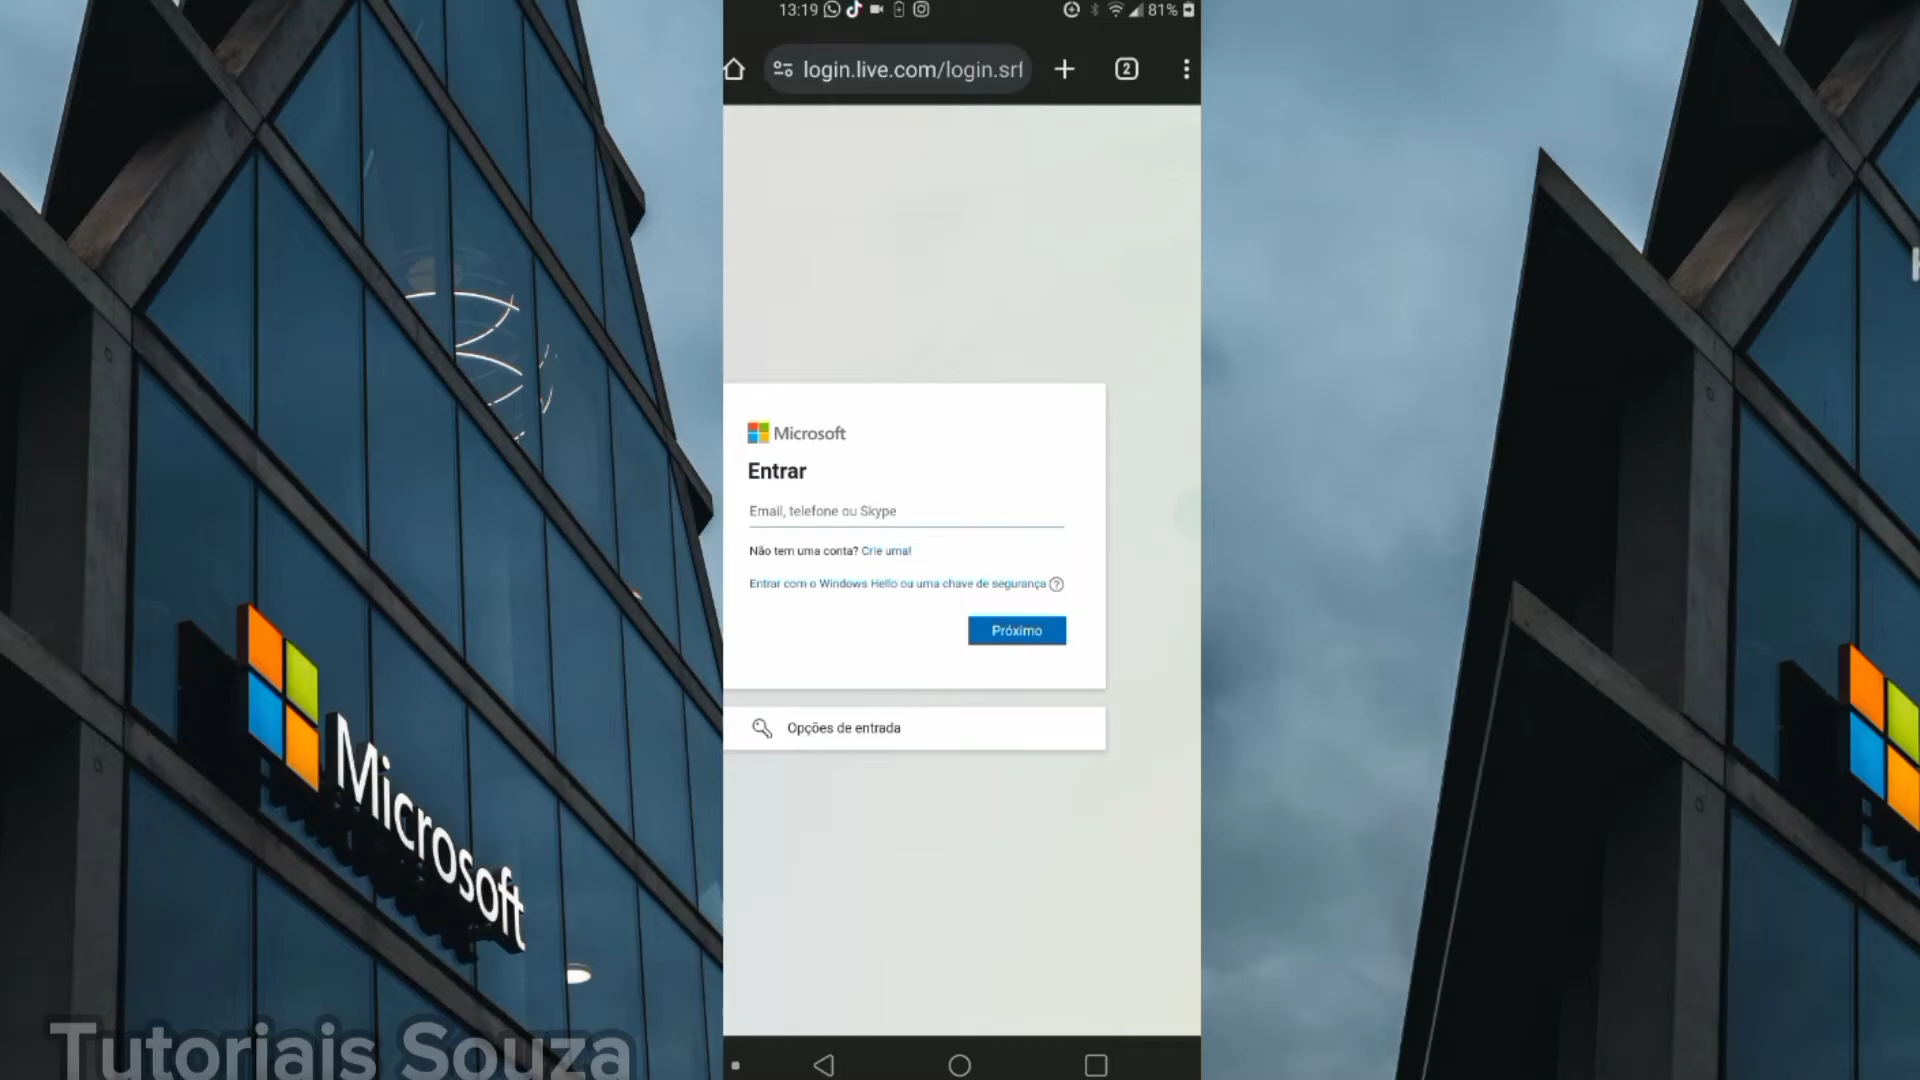 13:19
81%
login.live.com/login.srf
2
Microsoft
Entrar
Email, telefone ou Skype
Não tem uma conta? Crie uma!
Entrar com o Windows Hello ou uma chave de segurança
Próximo
Opções de entrada
Microsoft
Tutoriais Souza